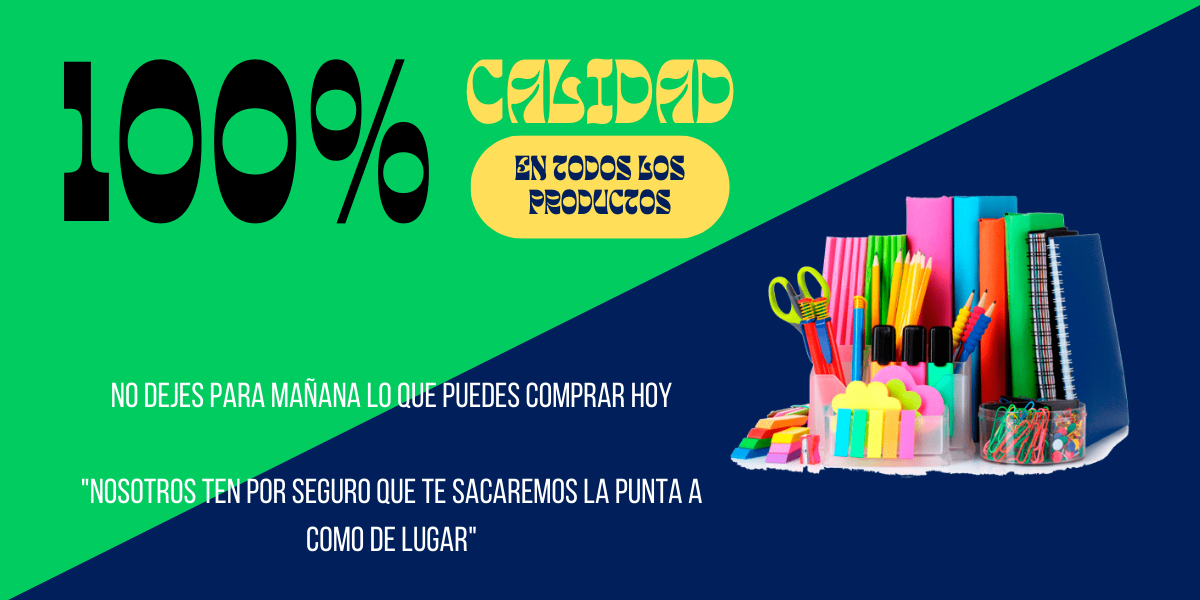 100%
CALIDAD
EN TODOS LOS
PRODUCTOS
NO DEJES PARA MAÑANA LO QUE PUEDES COMPRAR HOY
"NOSOTROS TEN POR SEGURO QUE TE SACAREMOS LA PUNTA A
COMO DE LUGAR"